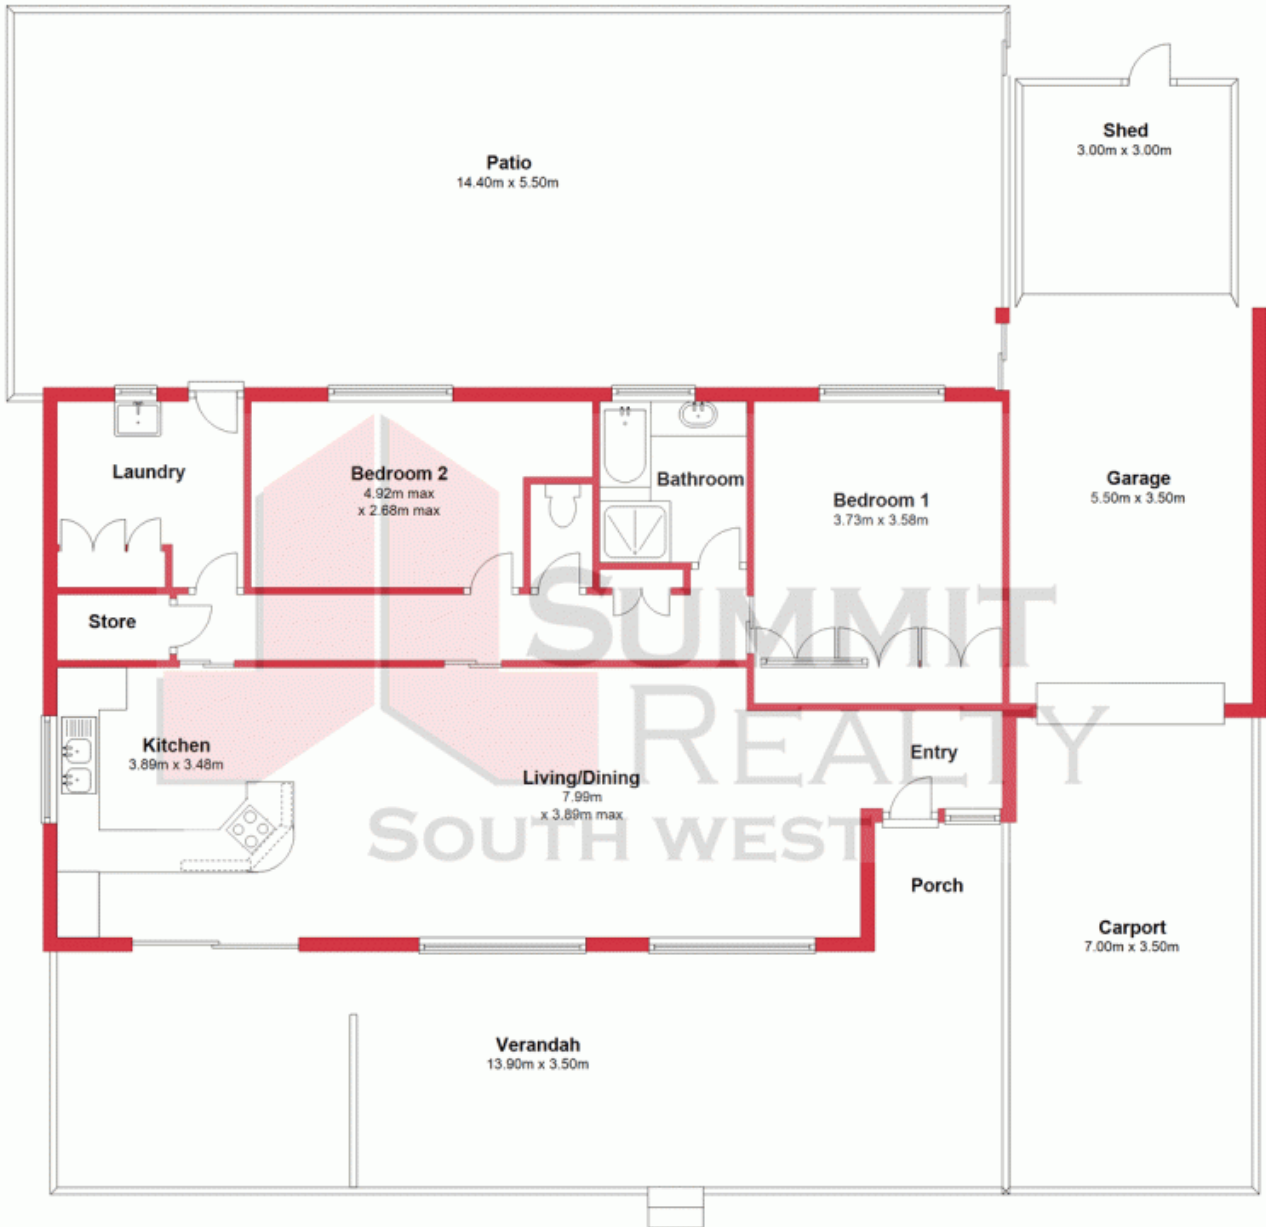 Patio
14.40m x 5.50m
Shed
3.00m x 3.00m
Laundry
Bedroom 2
4.92m max
x 2.68m max
Bathroom
Bedroom 1
3.73m x 3.58m
Garage
5.50m x 3.50m
Store
SUMMIT
REALTY
SOUTH WEST
Kitchen
3.89m x 3.48m
Living/Dining
7.99m
x 3.89m max
Entry
Porch
Carport
7.00m x 3.50m
Verandah
13.90m x 3.50m